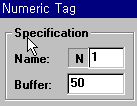 Numeric Tag
Specification
Name: N 1
Buffer: 50